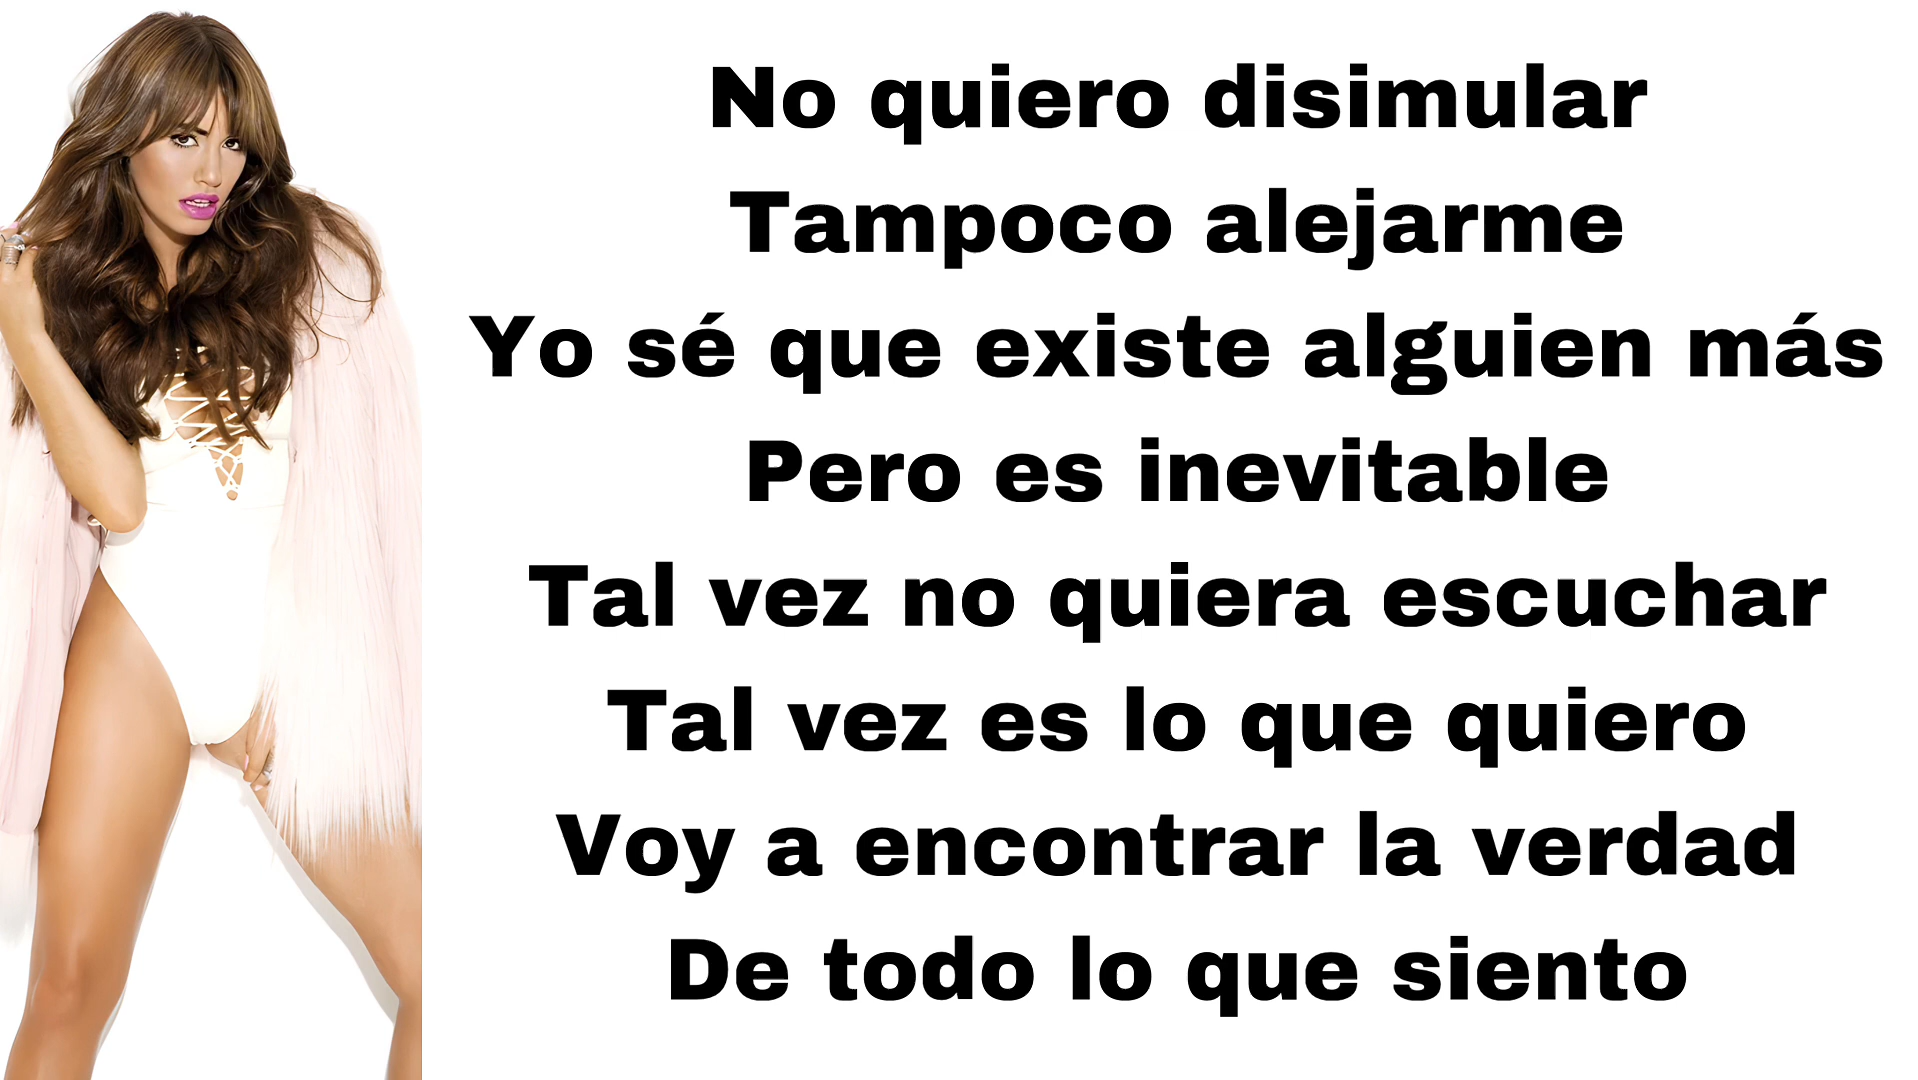 No quiero disimular
Tampoco alejarme
Yo sé que existe alguien más
Pero es inevitable
Tal vez no quiera escuchar
Tal vez es lo que quiero
Voy a encontrar la verdad
De todo lo que siento